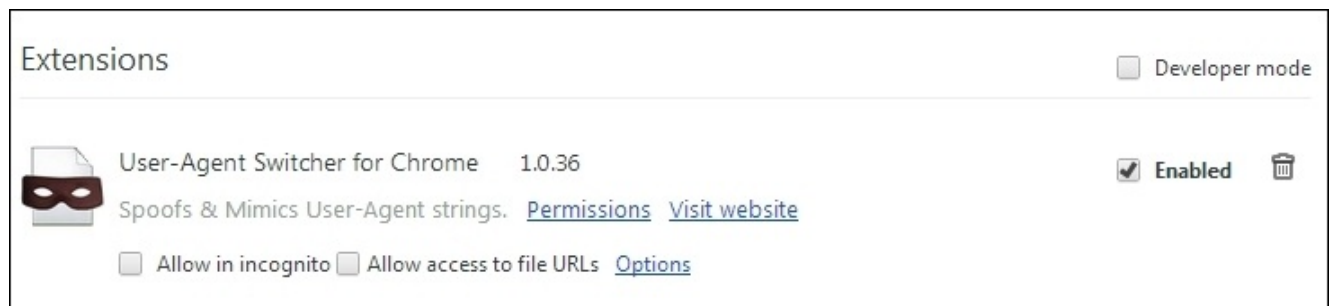 Extensions
Developer mode
User-Agent Switcher for Chrome 1.0.36
Enabled
Spoofs & Mimics User-Agent strings. Permissions Visit website
Allow in incognito Allow access to file URLs Options